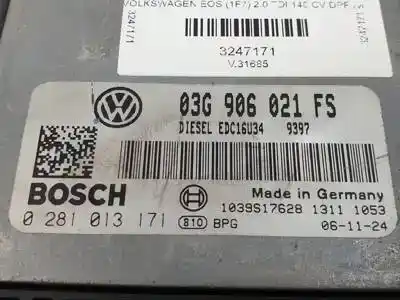 VOLKSWAGEN EOS (1F7) 2.0 TDI 140 CV DPF
3247171
V.31685
3247171
3247171
03G 906 021 FS
DIESEL EDC16U34 9397
BOSCH
0 281 013 171
810 BPG
Made in Germany
1039S17628 1311 1053
06-11-24